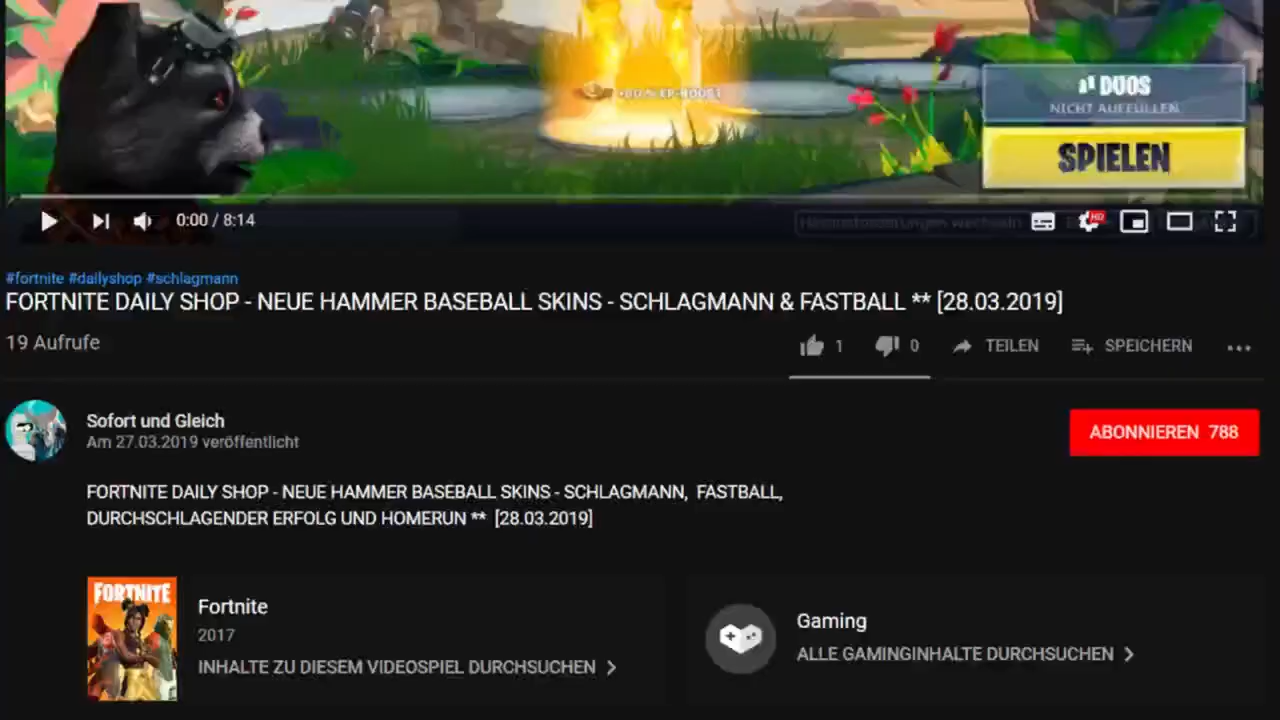 +80 % EP-BOOST
DUOS
NICHT AUFFÜLLEN
SPIELEN
0:00 / 8:14
HD
#fortnite #dailyshop #schlagmann
FORTNITE DAILY SHOP - NEUE HAMMER BASEBALL SKINS - SCHLAGMANN & FASTBALL ** [28.03.2019]
19 Aufrufe
1
0
TEILEN
SPEICHERN
Sofort und Gleich
Am 27.03.2019 veröffentlicht
ABONNIEREN 788
FORTNITE DAILY SHOP - NEUE HAMMER BASEBALL SKINS - SCHLAGMANN, FASTBALL,
DURCHSCHLAGENDER ERFOLG UND HOMERUN ** [28.03.2019]
FORTNITE
Fortnite
2017
INHALTE ZU DIESEM VIDEOSPIEL DURCHSUCHEN
Gaming
ALLE GAMINGINHALTE DURCHSUCHEN